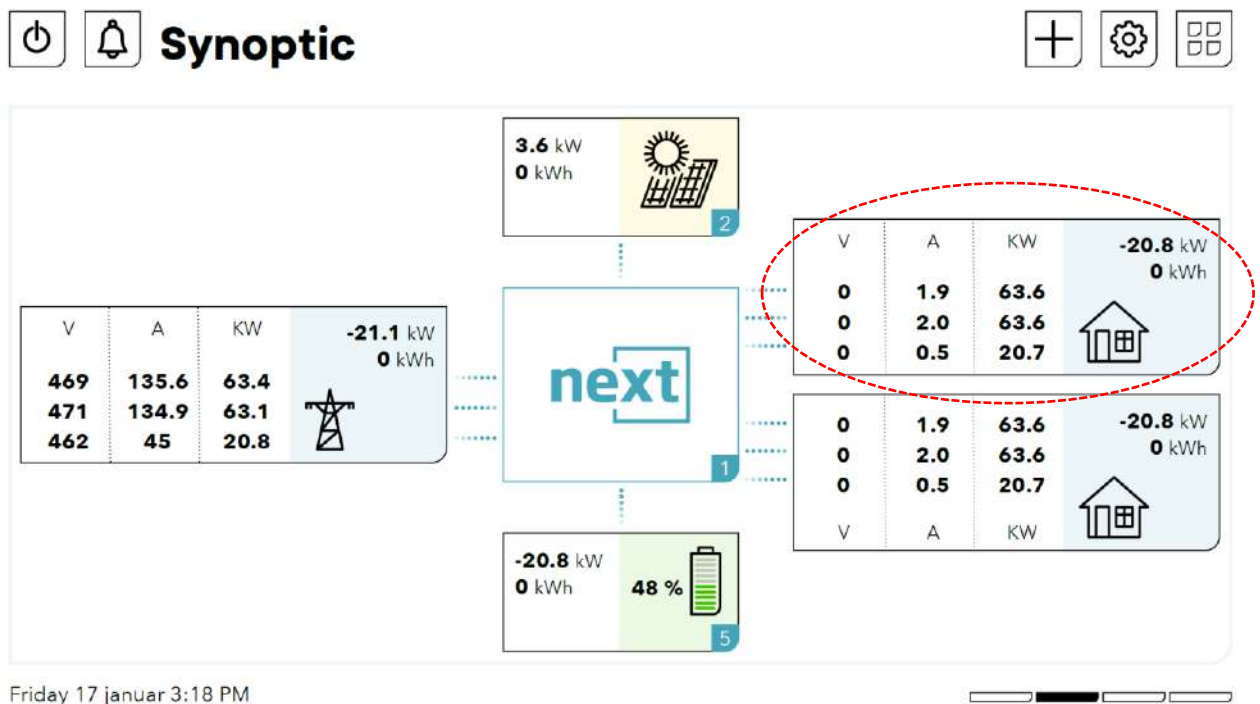 Synoptic
3.6 kW
0 kWh
2
V A KW
0 1.9 63.6
0 2.0 63.6
0 0.5 20.7
-20.8 kW
0 kWh
V A KW
469 135.6 63.4
471 134.9 63.1
462 45 20.8
-21.1 kW
0 kWh
next
1
0 1.9 63.6
0 2.0 63.6
0 0.5 20.7
V A KW
-20.8 kW
0 kWh
-20.8 kW
0 kWh
48 %
5
Friday 17 januar 3:18 PM